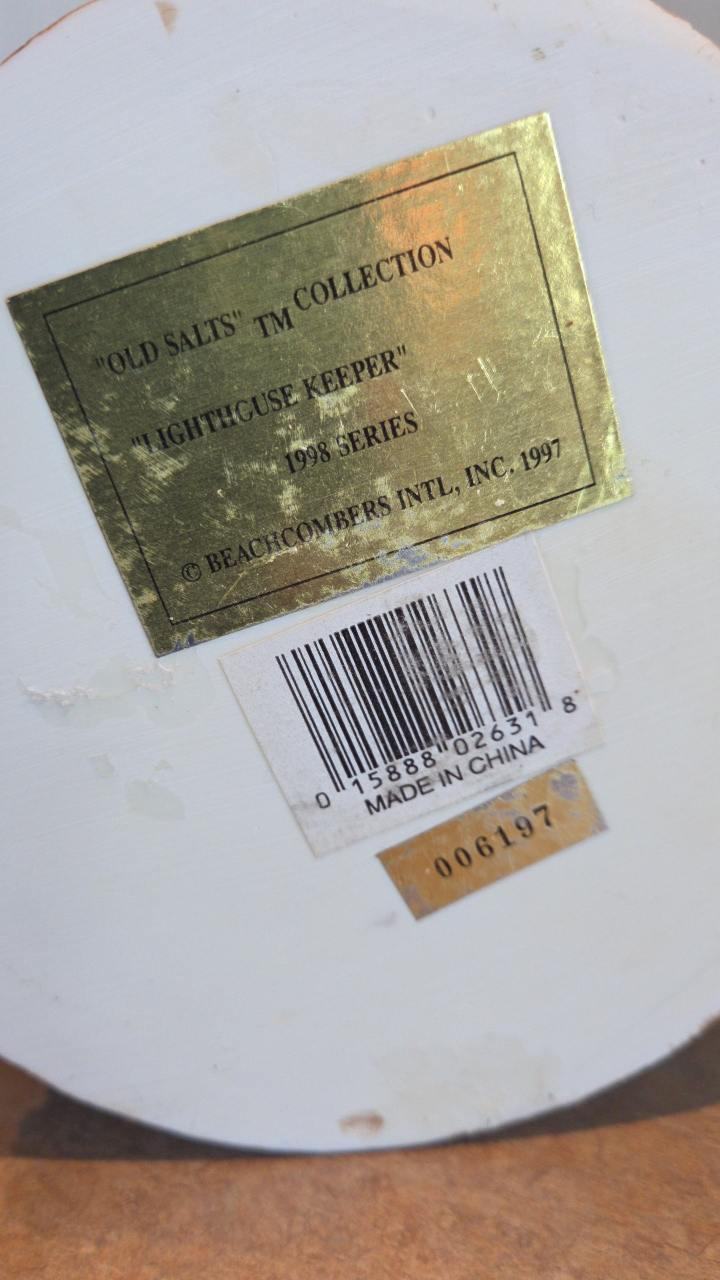 "OLD SALTS" TM COLLECTION
"LIGHTHOUSE KEEPER"
1998 SERIES
© BEACHCOMBERS INTL, INC. 1997
0 15888 02631 8
MADE IN CHINA
006197